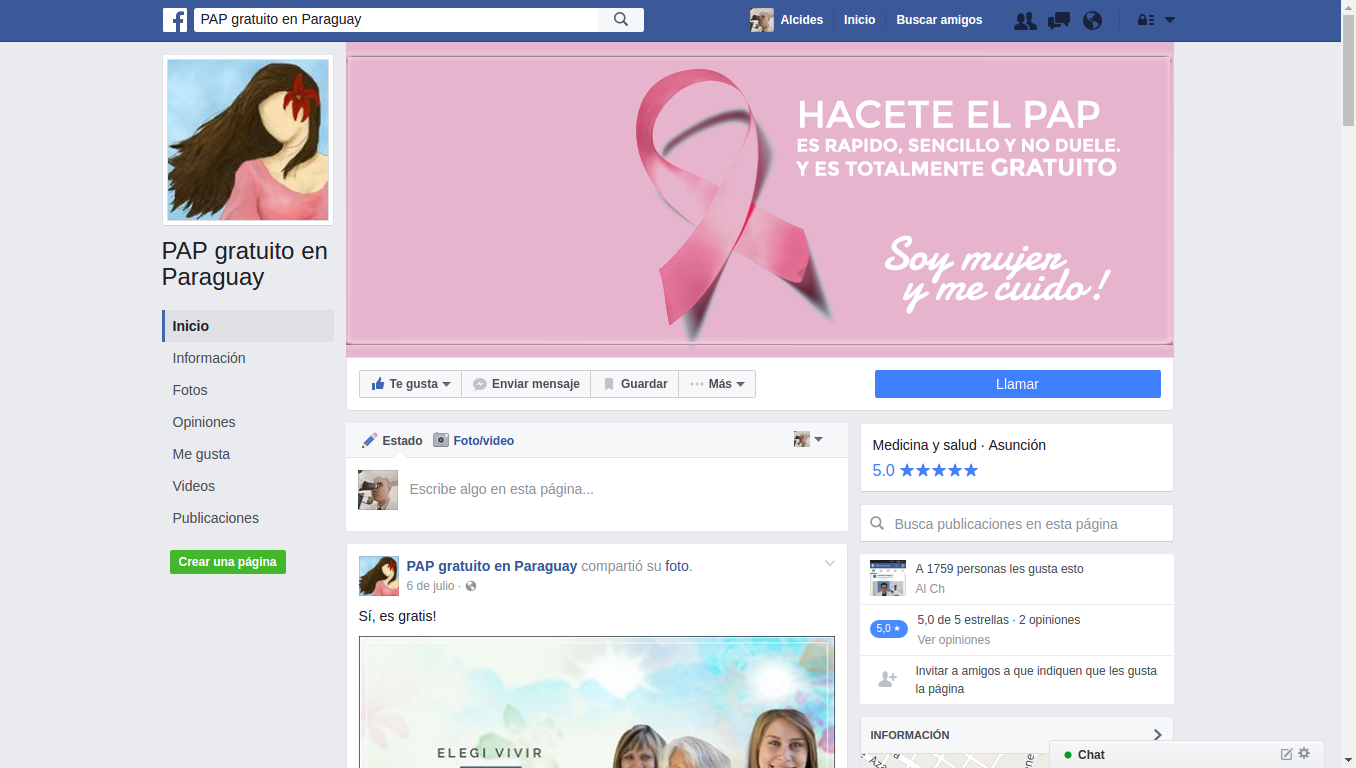 PAP gratuito en Paraguay
Alcides
Inicio
Buscar amigos
HACETE EL PAP
ES RAPIDO, SENCILLO Y NO DUELE.
Y ES TOTALMENTE GRATUITO
Soy mujer
y me cuido!
PAP gratuito en
Paraguay
Inicio
Información
Fotos
Opiniones
Me gusta
Videos
Publicaciones
Crear una página
Te gusta
Enviar mensaje
Guardar
Más
Llamar
Estado
Foto/video
Escribe algo en esta página...
PAP gratuito en Paraguay compartió su foto.
6 de julio ·
Sí, es gratis!
ELEGI VIVIR
Medicina y salud · Asunción
5.0
Busca publicaciones en esta página
A 1759 personas les gusta esto
Al Ch
5,0
5,0 de 5 estrellas · 2 opiniones
Ver opiniones
Invitar a amigos a que indiquen que les gusta
la página
INFORMACIÓN
Chat